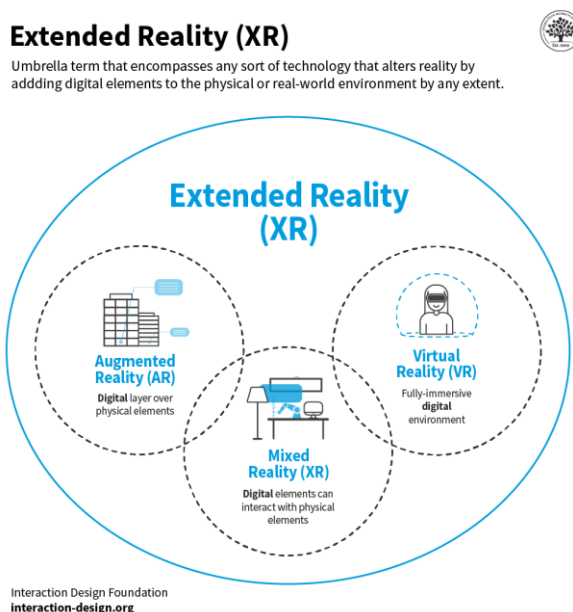 Extended Reality (XR)
Umbrella term that encompasses any sort of technology that alters reality by
addding digital elements to the physical or real-world environment by any extent.
Extended Reality
(XR)
Augmented
Reality (AR)
Digital layer over
physical elements
Virtual
Reality (VR)
Fully-immersive
digital
environment
Mixed
Reality (XR)
Digital elements can
interact with physical
elements
Interaction Design Foundation
interaction-design.org